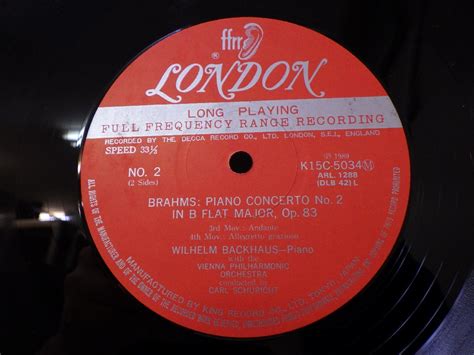 ffrr
LONDON
LONG PLAYING
FULL FREQUENCY RANGE RECORDING
RECORDED BY THE DECCA RECORD CO., LTD. LONDON, S.E.I., ENGLAND
SPEED 33⅓
℗ 1980
NO. 2
(2 Sides)
K15C-5034 Ⓜ
ARL. 1288
(DLB 42) L
BRAHMS: PIANO CONCERTO No. 2
IN B FLAT MAJOR, Op. 83
3rd Mov.: Andante
4th Mov.: Allegretto grazioso
WILHELM BACKHAUS—Piano
with the
VIENNA PHILHARMONIC
ORCHESTRA
conducted by
CARL SCHURICHT
MANUFACTURED BY KING RECORD CO., LTD. TOKYO JAPAN
ALL RIGHTS OF THE MANUFACTURER AND OF THE OWNER OF THE RECORDED WORK RESERVED